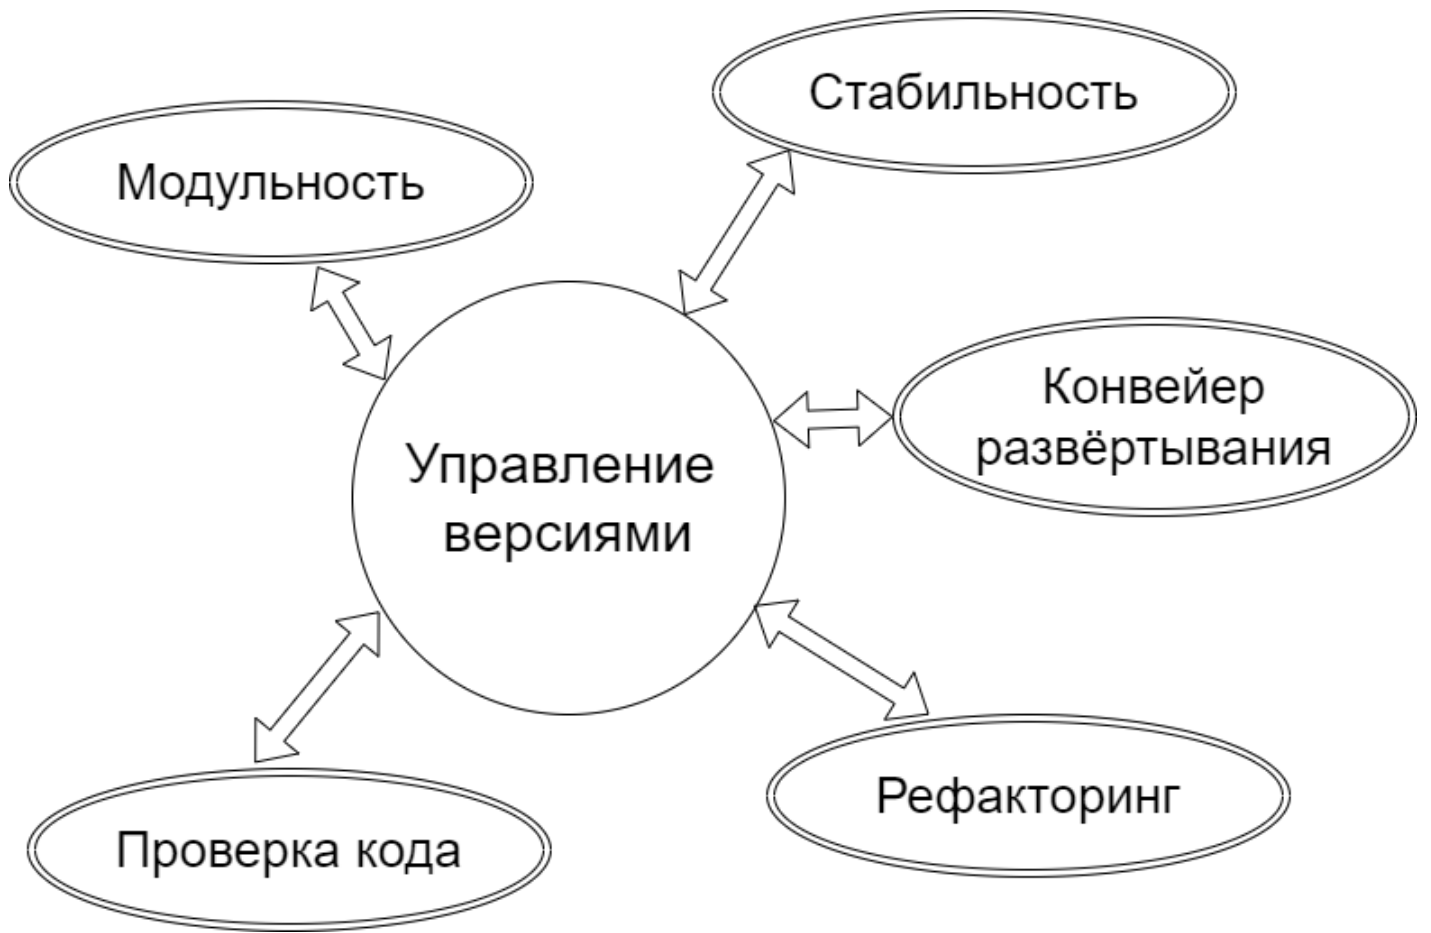 Стабильность
Модульность
Конвейер
развёртывания
Управление
версиями
Рефакторинг
Проверка кода